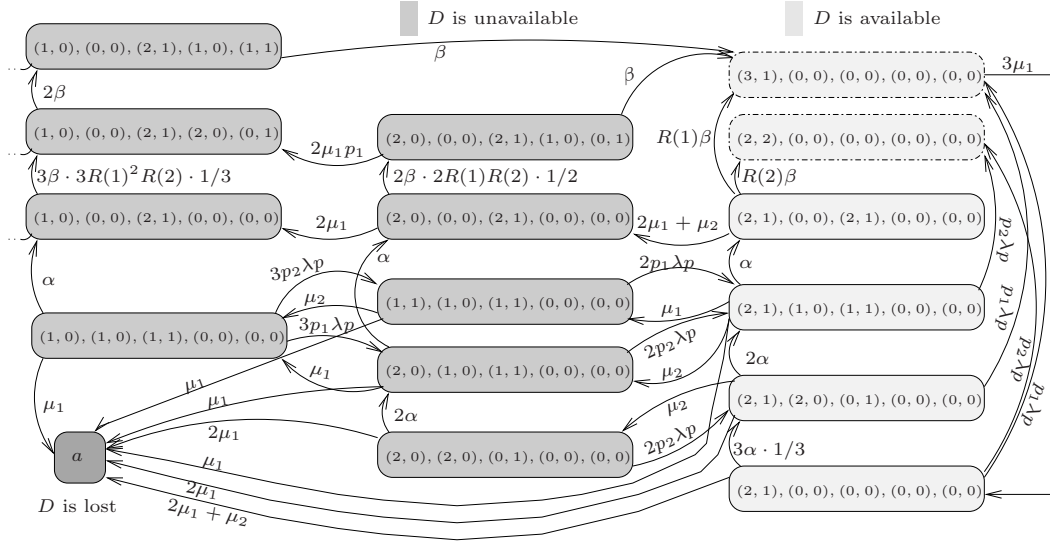 D is unavailable
D is available
(1, 0), (0, 0), (2, 1), (1, 0), (1, 1)
β
β
(3, 1), (0, 0), (0, 0), (0, 0), (0, 0)
3μ₁
2β
(1, 0), (0, 0), (2, 1), (2, 0), (0, 1)
2μ₁p₁
(2, 0), (0, 0), (2, 1), (1, 0), (0, 1)
R(1)β
(2, 2), (0, 0), (0, 0), (0, 0), (0, 0)
3β · 3R(1)²R(2) · 1/3
2β · 2R(1)R(2) · 1/2
R(2)β
(1, 0), (0, 0), (2, 1), (0, 0), (0, 0)
2μ₁
(2, 0), (0, 0), (2, 1), (0, 0), (0, 0)
2μ₁ + μ₂
(2, 1), (0, 0), (2, 1), (0, 0), (0, 0)
p₂λp
α
3p₂λp
α
2p₁λp
α
(1, 1), (1, 0), (1, 1), (0, 0), (0, 0)
μ₂
μ₁
(2, 1), (1, 0), (1, 1), (0, 0), (0, 0)
p₁λp
(1, 0), (1, 0), (1, 1), (0, 0), (0, 0)
3p₁λp
2p₂λp
p₂λp
2α
(2, 0), (1, 0), (1, 1), (0, 0), (0, 0)
μ₂
μ₁
μ₁
μ₁
μ₁
2α
μ₂
(2, 1), (2, 0), (0, 1), (0, 0), (0, 0)
p₁λp
2μ₁
a
(2, 0), (2, 0), (0, 1), (0, 0), (0, 0)
2p₂λp
3α · 1/3
μ₁
2μ₁
2μ₁ + μ₂
(2, 1), (0, 0), (0, 0), (0, 0), (0, 0)
D is lost